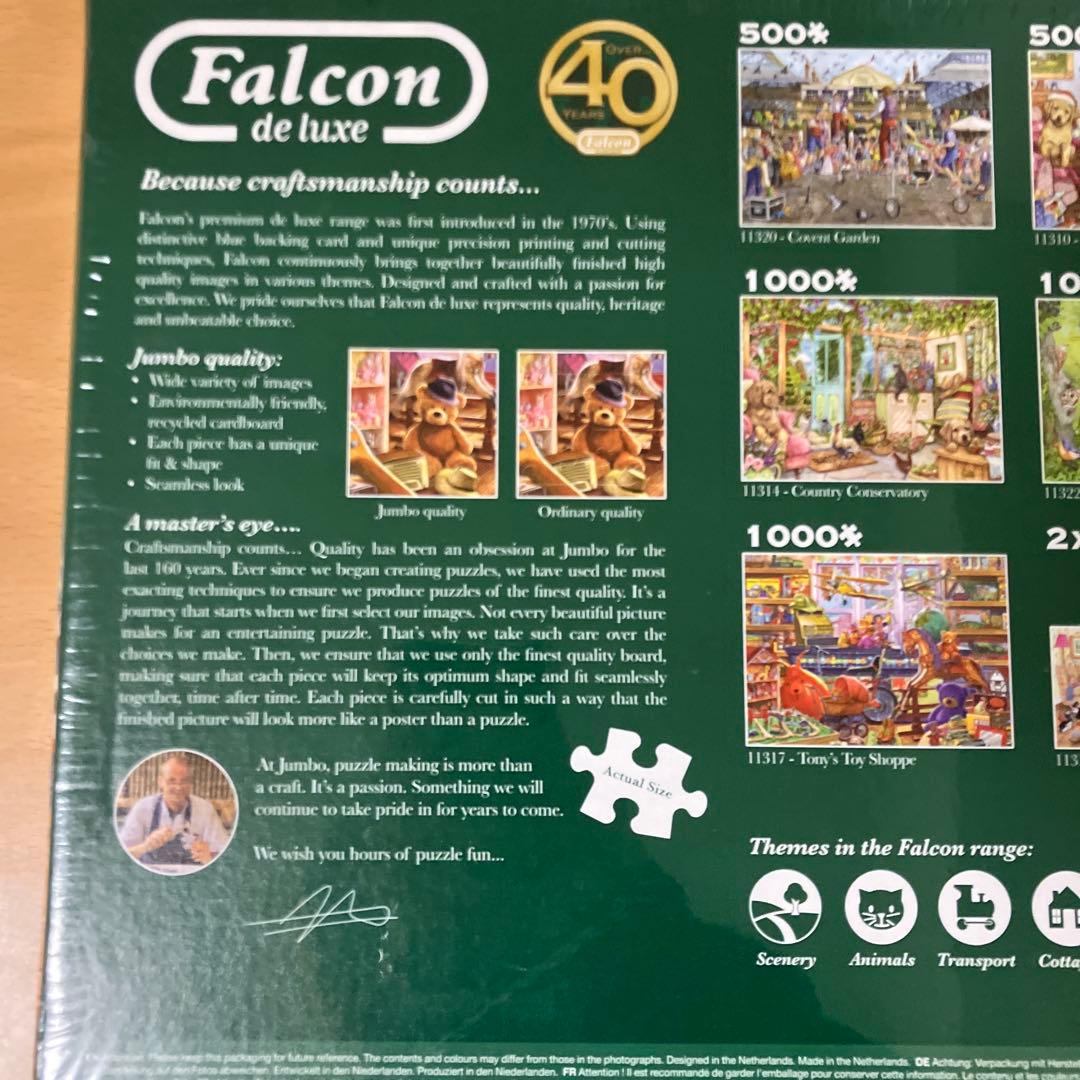 Falcon
de luxe
OVER
40
YEARS
Falcon
Because craftsmanship counts...
Falcon's premium de luxe range was first introduced in the 1970's. Using
distinctive blue backing card and unique precision printing and cutting
techniques, Falcon continuously brings together beautifully finished high
quality images in various themes. Designed and crafted with a passion for
excellence. We pride ourselves that Falcon de luxe represents quality, heritage
and unbeatable choice.
Jumbo quality:
• Wide variety of images
• Environmentally friendly,
recycled cardboard
• Each piece has a unique
fit & shape
• Seamless look
Jumbo quality
Ordinary quality
A master's eye....
Craftsmanship counts... Quality has been an obsession at Jumbo for the
last 160 years. Ever since we began creating puzzles, we have used the most
exacting techniques to ensure we produce puzzles of the finest quality. It's a
journey that starts when we first select our images. Not every beautiful picture
makes for an entertaining puzzle. That's why we take such care over the
choices we make. Then, we ensure that we use only the finest quality board,
making sure that each piece will keep its optimum shape and fit seamlessly
together, time after time. Each piece is carefully cut in such a way that the
finished picture will look more like a poster than a puzzle.
At Jumbo, puzzle making is more than
a craft. It's a passion. Something we will
continue to take pride in for years to come.
We wish you hours of puzzle fun...
Actual Size
500
11320 - Covent Garden
500
11310 -
1000
11314 - Country Conservatory
10
11322
1000
11317 - Tony's Toy Shoppe
2x
113
Themes in the Falcon range:
Scenery
Animals
Transport
Cotta
Please keep this packaging for future reference. The contents and colours may differ from those in the photographs. Designed in the Netherlands. Made in the Netherlands. DE Achtung: Verpackung mit Herste
auf den Fotos abweichen. Entwickelt in den Niederlanden. Produziert in den Niederlanden. FR Attention ! Il est recommandé de garder l'emballage pour conserver cette information. Le contenu et les couleurs